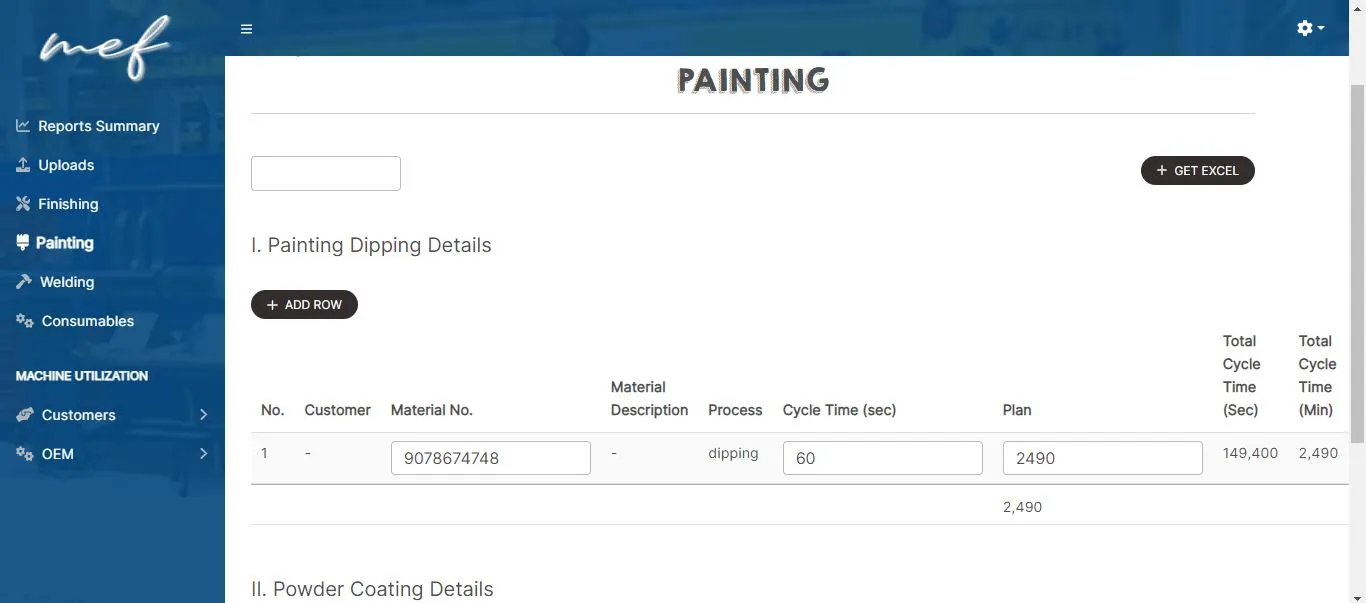 mef
Reports Summary
Uploads
Finishing
Painting
Welding
Consumables
MACHINE UTILIZATION
Customers
OEM
PAINTING
+ GET EXCEL
I. Painting Dipping Details
+ ADD ROW
No. Customer Material No. Material Description Process Cycle Time (sec) Plan Total Cycle Time (Sec) Total Cycle Time (Min)
1 - 9078674748 - dipping 60 2490 149,400 2,490
2,490
II. Powder Coating Details